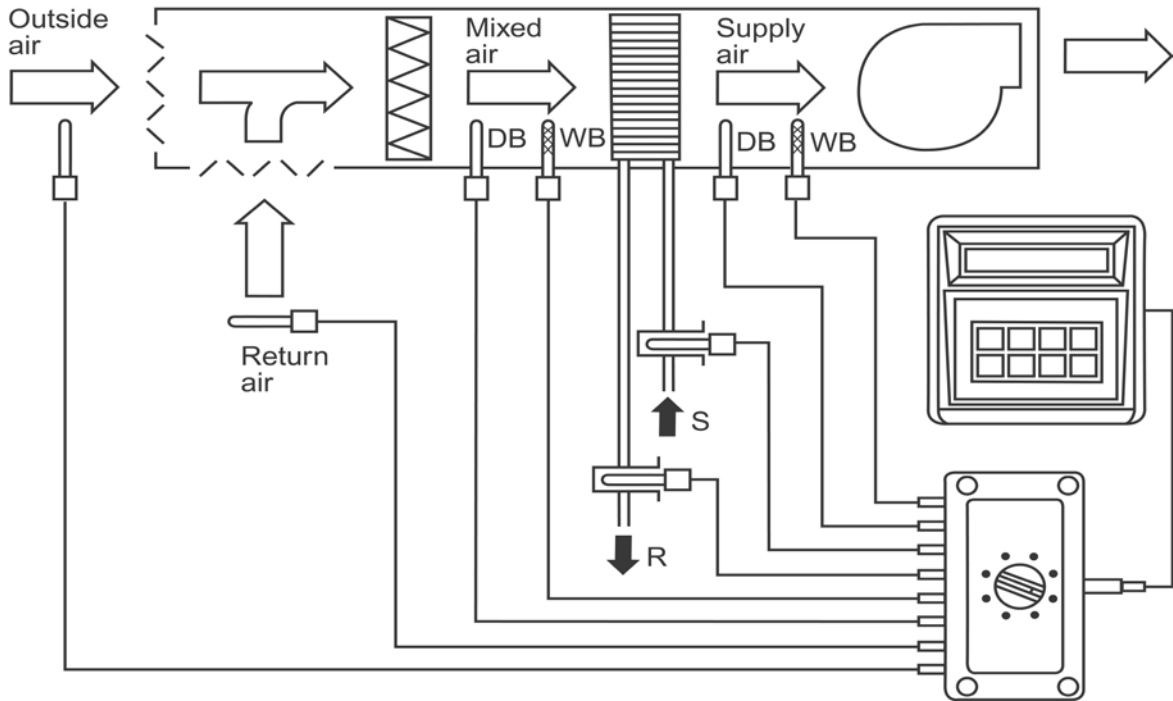 Outside
air
Mixed
air
Supply
air
DB
WB
DB
WB
Return
air
S
R